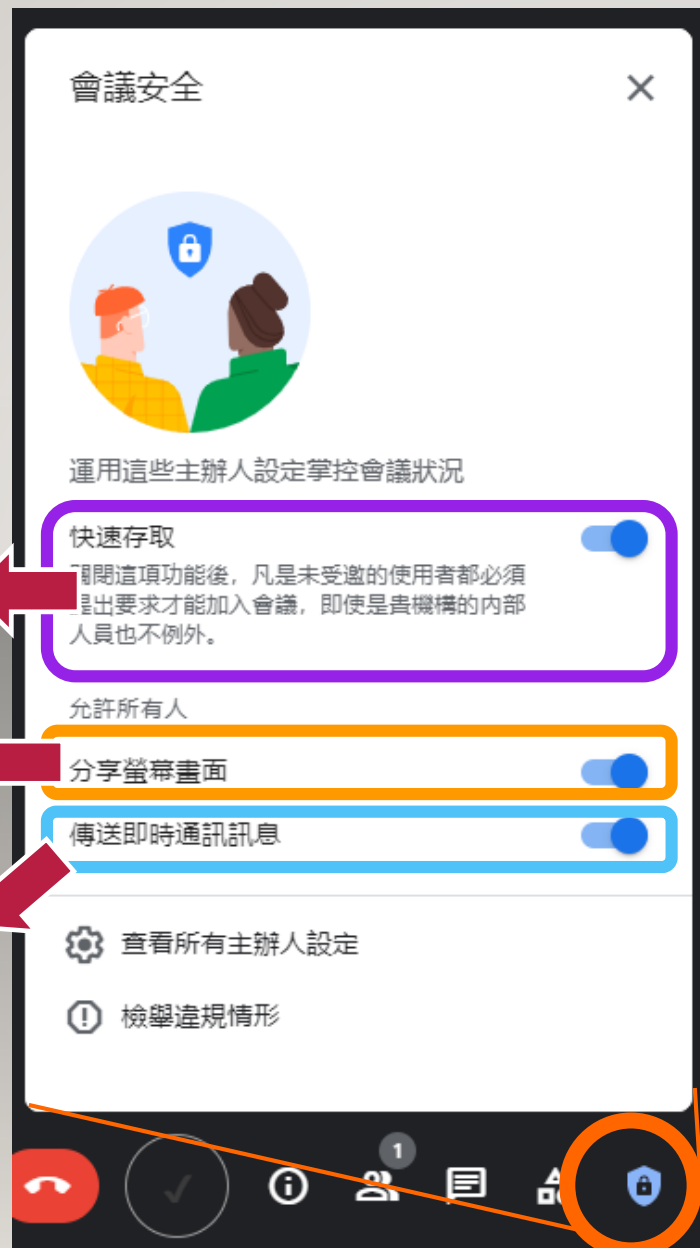 會議安全
運用這些主辦人設定掌控會議狀況
快速存取
閉這項功能後，凡是未受邀的使用者都必須
出要求才能加入會議，即使是貴機構的內部
人員也不例外。
允許所有人
分享螢幕畫面
傳送即時通訊訊息
查看所有主辦人設定
檢舉違規情形
1